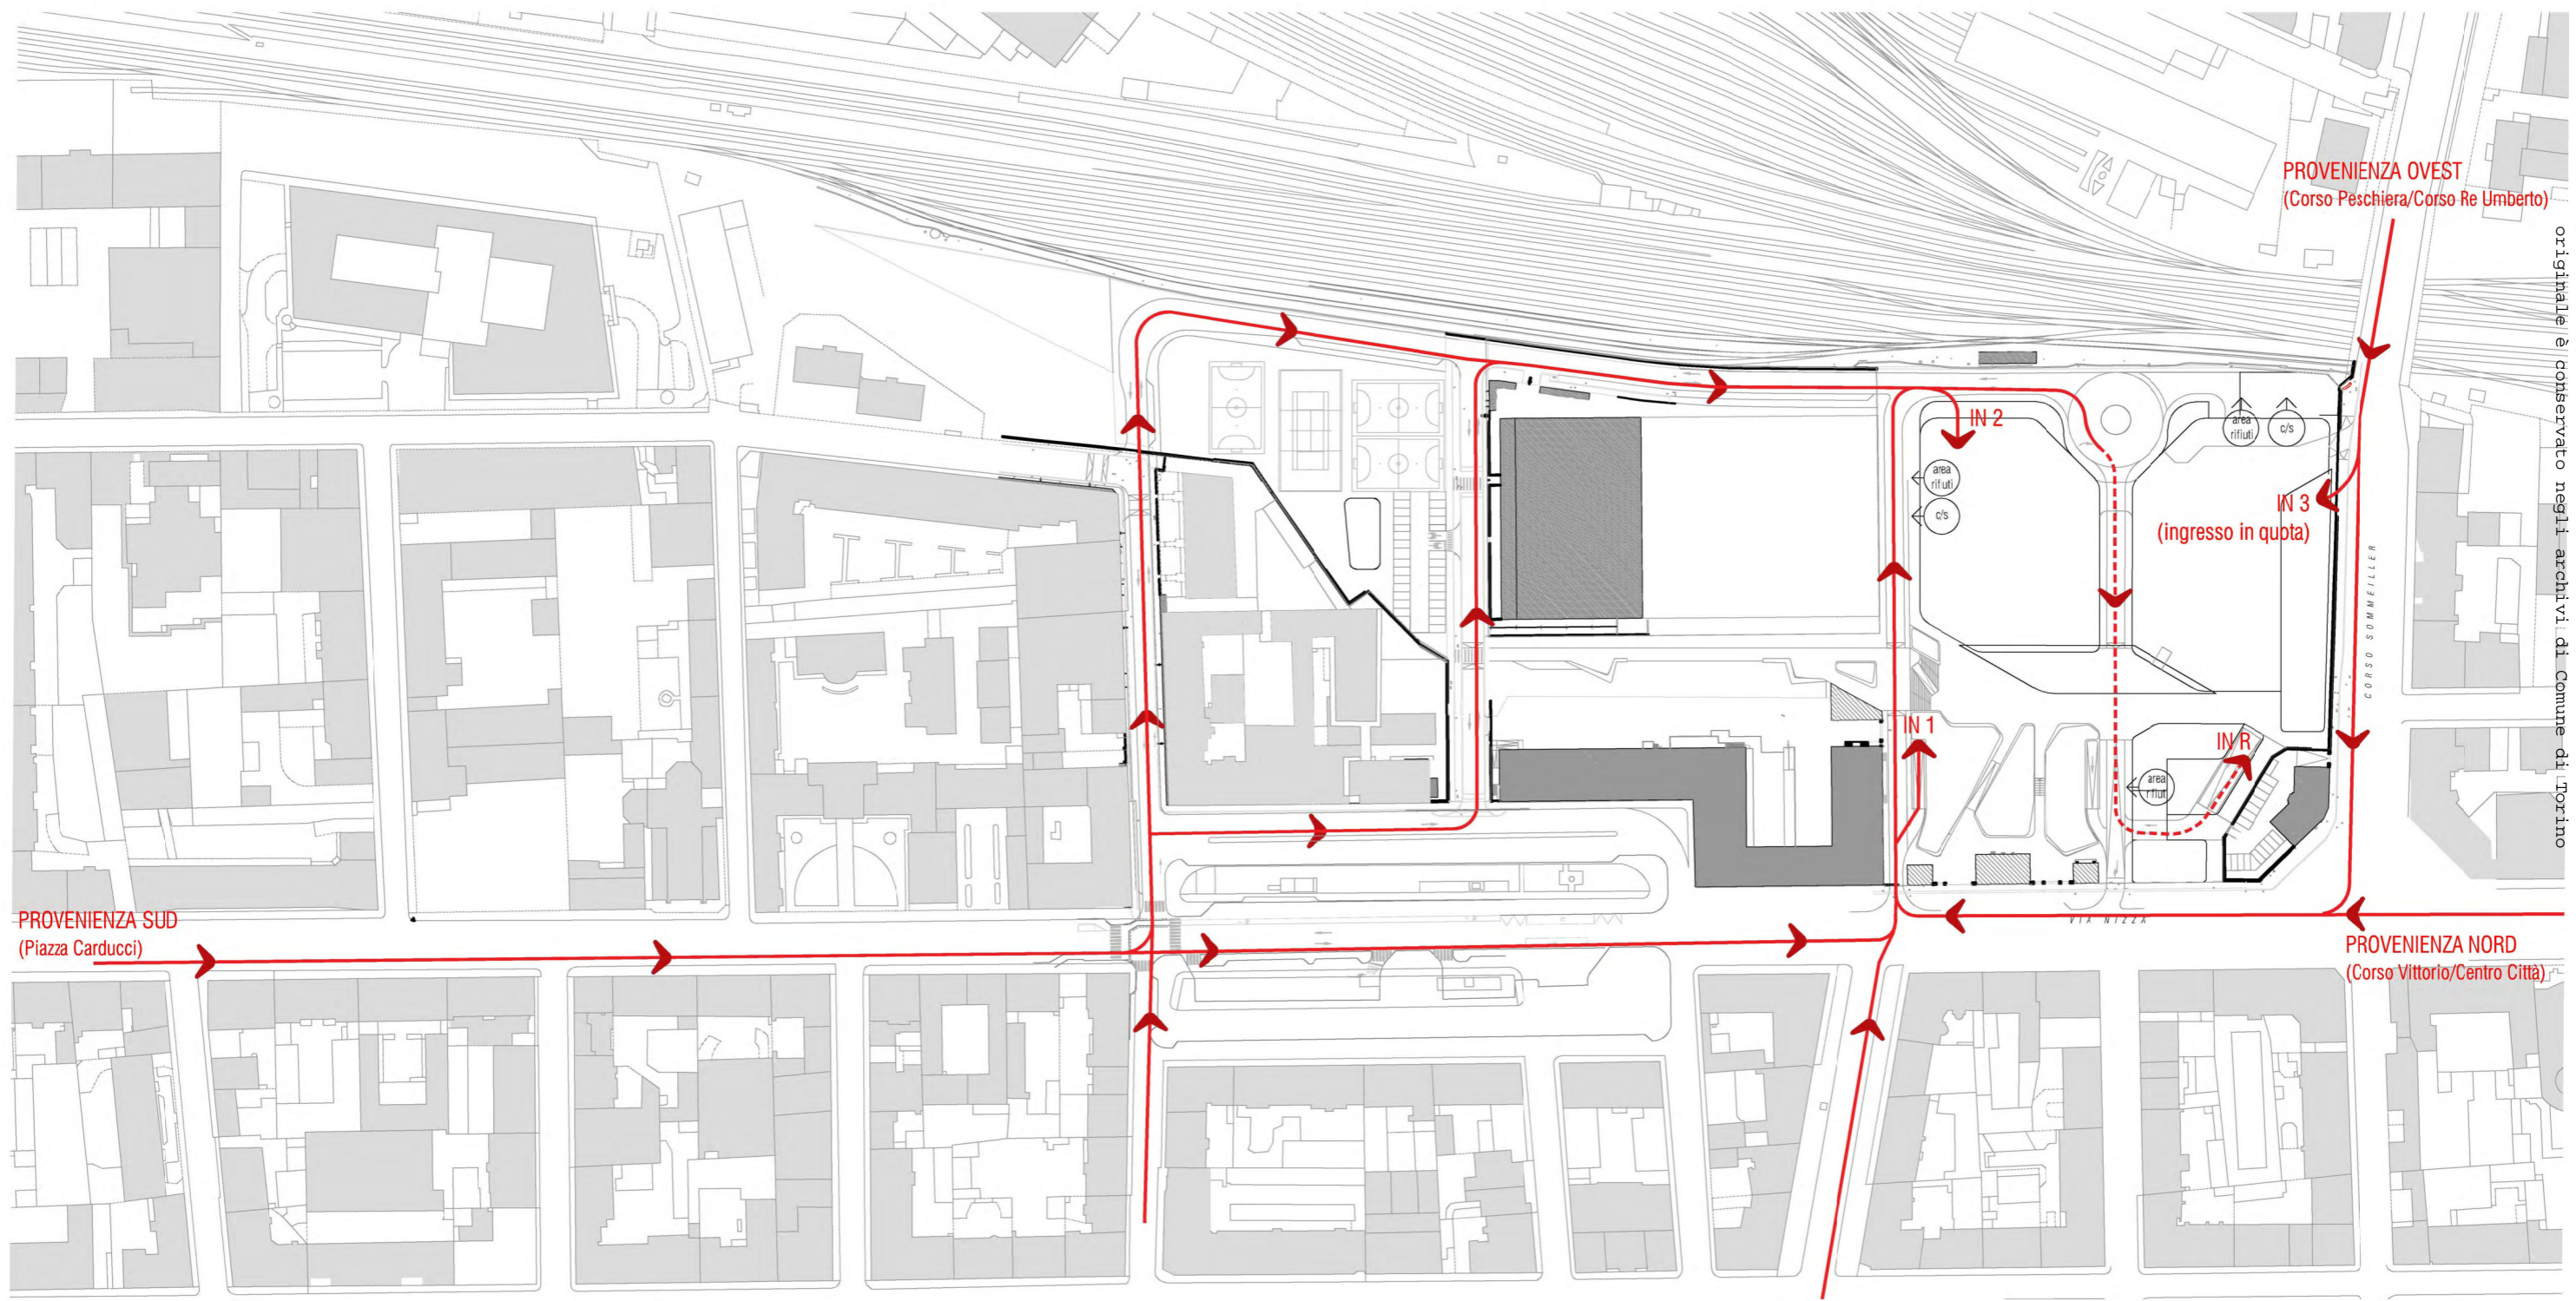 PROVENIENZA OVEST
(Corso Peschiera/Corso Re Umberto)
originale è conservato negli archivi di Comune di Torino
IN 2
area
rifiuti
c/s
area
rifiuti
c/s
IN 3
(ingresso in quota)
CORSO SOMMEILLER
IN 1
IN R
area
rifiuti
PROVENIENZA SUD
(Piazza Carducci)
VIA NIZZA
PROVENIENZA NORD
(Corso Vittorio/Centro Città)